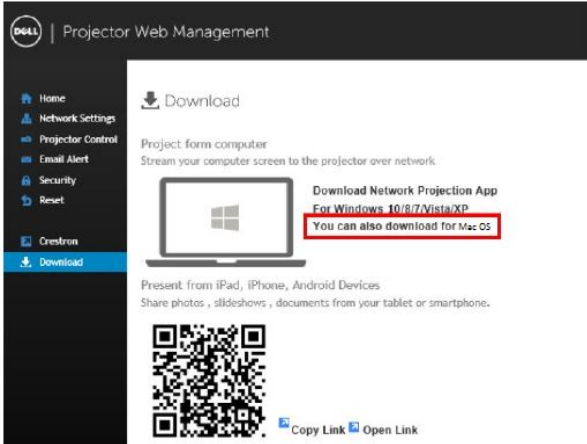 DELL | Projector Web Management
Home
Network Settings
Projector Control
Email Alert
Security
Reset
Crestron
Download
Download
Project form computer
Stream your computer screen to the projector over network
Download Network Projection App
For Windows 10/8/7/Vista/XP
You can also download for Mac OS
Present from iPad, iPhone, Android Devices
Share photos , slideshows , documents from your tablet or smartphone.
Copy Link Open Link